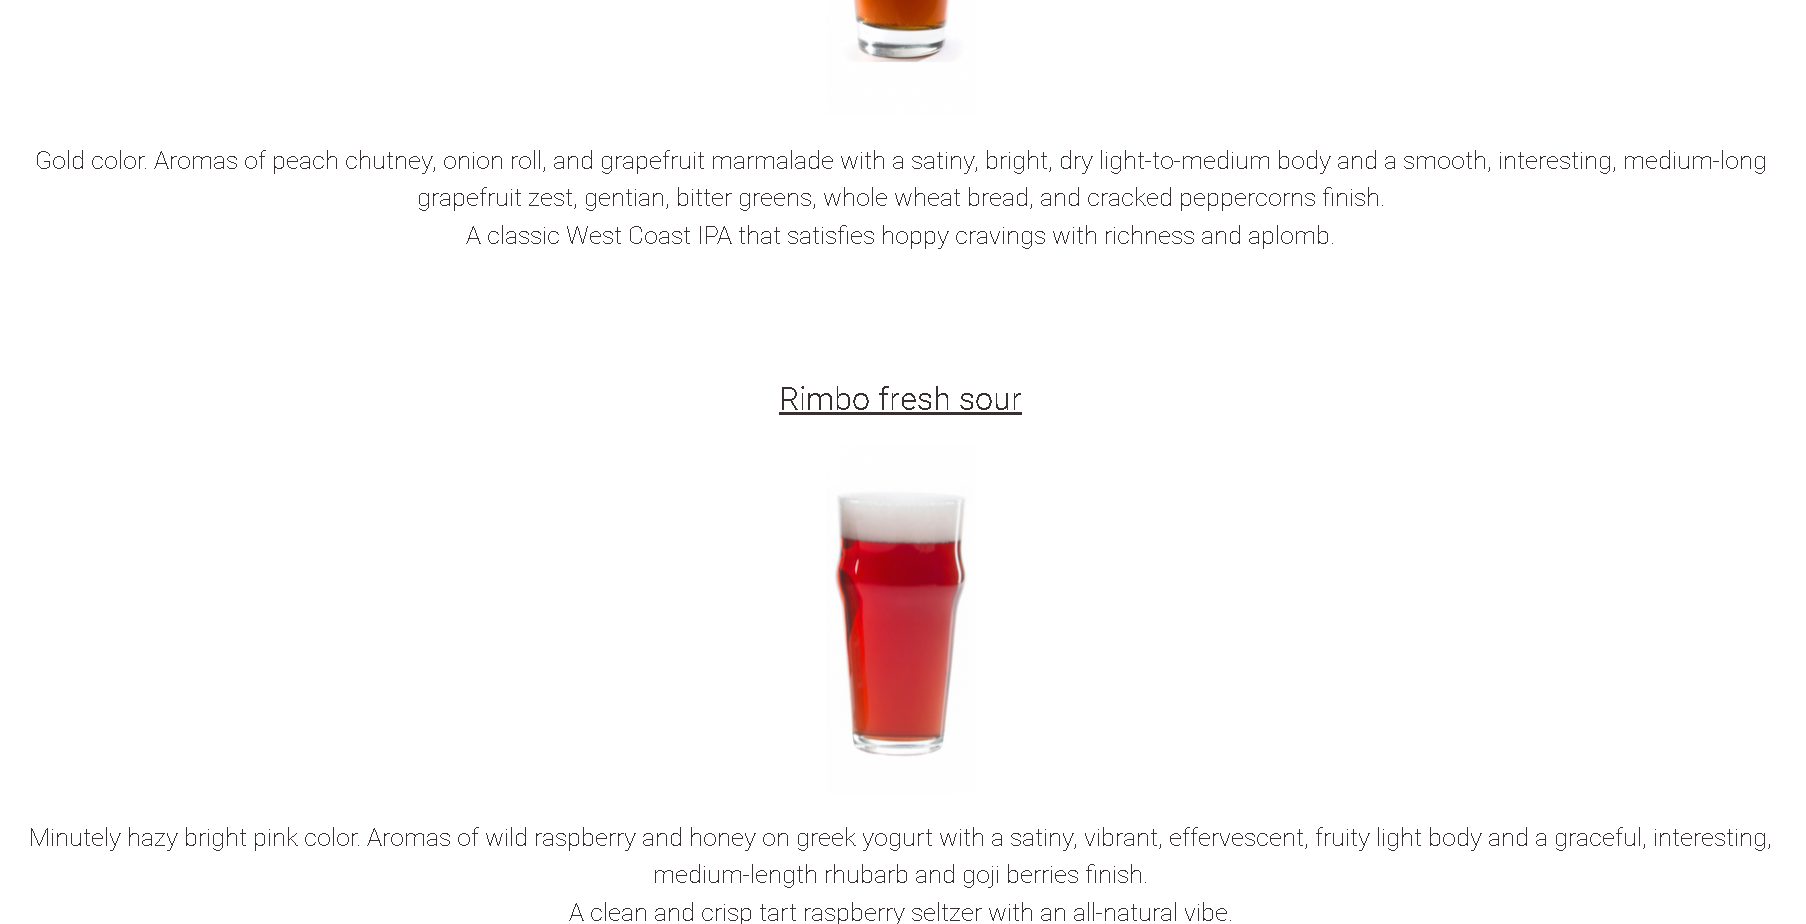 Gold color. Aromas of peach chutney, onion roll, and grapefruit marmalade with a satiny, bright, dry light-to-medium body and a smooth, interesting, medium-long
grapefruit zest, gentian, bitter greens, whole wheat bread, and cracked peppercorns finish.
A classic West Coast IPA that satisfies hoppy cravings with richness and aplomb.
Rimbo fresh sour
Minutely hazy bright pink color. Aromas of wild raspberry and honey on greek yogurt with a satiny, vibrant, effervescent, fruity light body and a graceful, interesting,
medium-length rhubarb and goji berries finish.
A clean and crisp tart raspberry seltzer with an all-natural vibe.